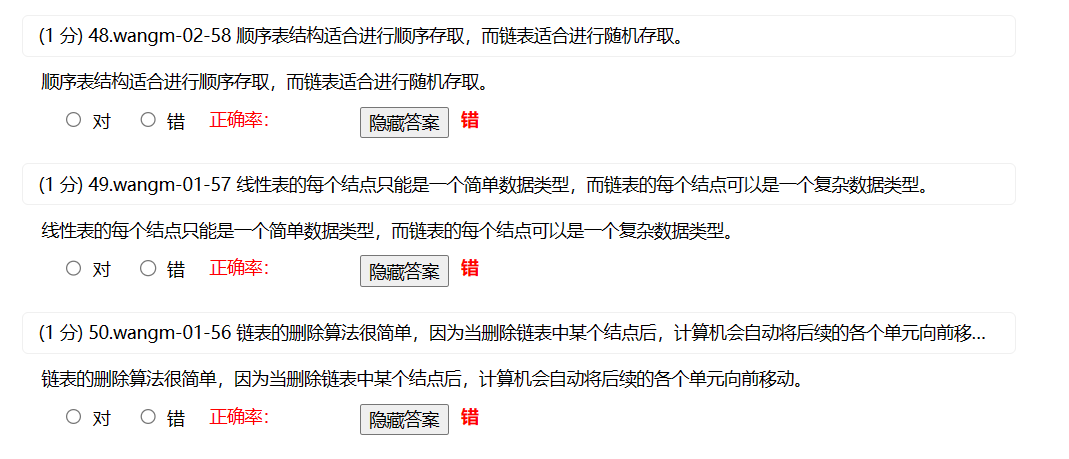 (1 分) 48.wangm-02-58 顺序表结构适合进行顺序存取，而链表适合进行随机存取。
顺序表结构适合进行顺序存取，而链表适合进行随机存取。
对 错 正确率： 隐藏答案 错
(1 分) 49.wangm-01-57 线性表的每个结点只能是一个简单数据类型，而链表的每个结点可以是一个复杂数据类型。
线性表的每个结点只能是一个简单数据类型，而链表的每个结点可以是一个复杂数据类型。
对 错 正确率： 隐藏答案 错
(1 分) 50.wangm-01-56 链表的删除算法很简单，因为当删除链表中某个结点后，计算机会自动将后续的各个单元向前移...
链表的删除算法很简单，因为当删除链表中某个结点后，计算机会自动将后续的各个单元向前移动。
对 错 正确率： 隐藏答案 错